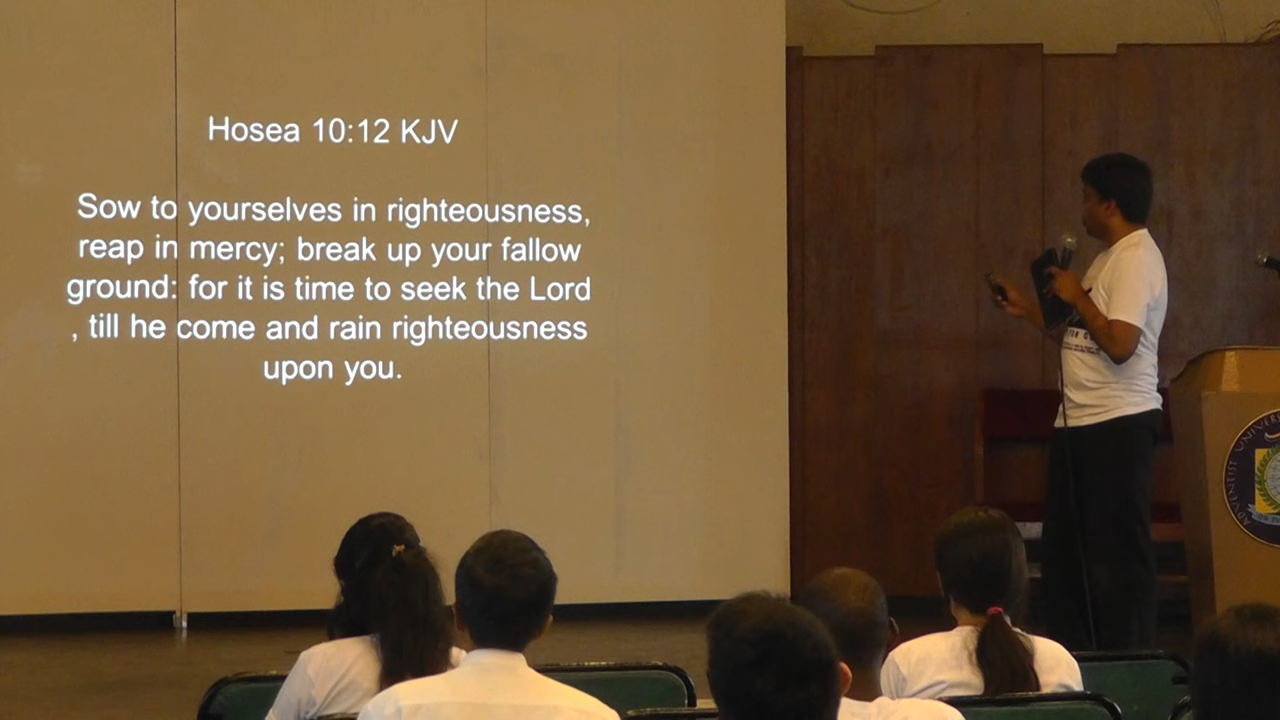 Hosea 10:12 KJV
Sow to yourselves in righteousness,
reap in mercy; break up your fallow
ground: for it is time to seek the Lord
, till he come and rain righteousness
upon you.
ADVENTIST